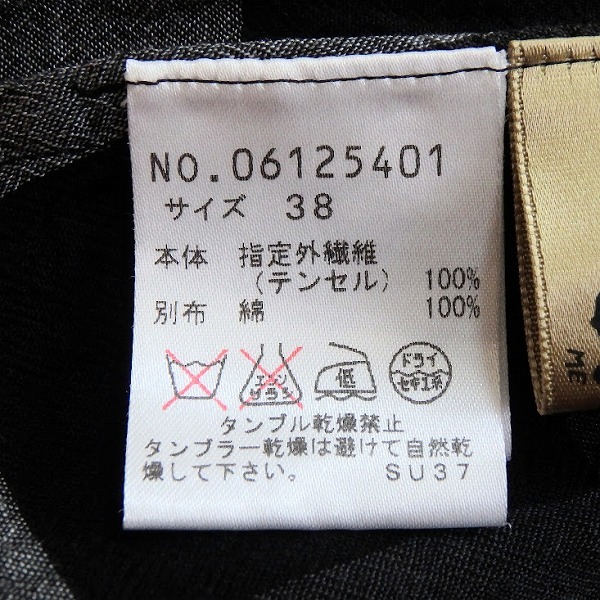 NO.06125401
サイズ 38
本体 指定外繊維
(テンセル) 100%
別布 綿 100%
エンソ
サラシ
低
ドライ
セキユ系
タンブル乾燥禁止
タンブラー乾燥は避けて自然乾
燥して下さい。 SU37
ME